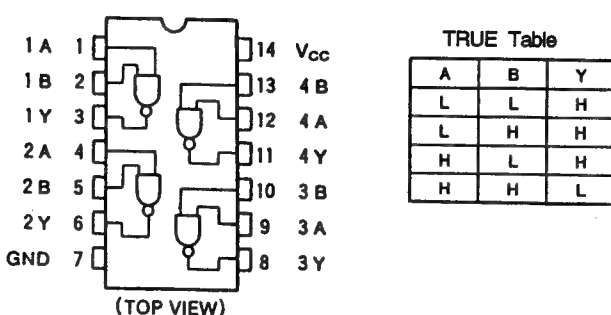 1A 1 14 Vcc
1B 2 13 4B
1Y 3 12 4A
2A 4 11 4Y
2B 5 10 3B
2Y 6 9 3A
GND 7 8 3Y
(TOP VIEW)
TRUE Table
A B Y
L L H
L H H
H L H
H H L